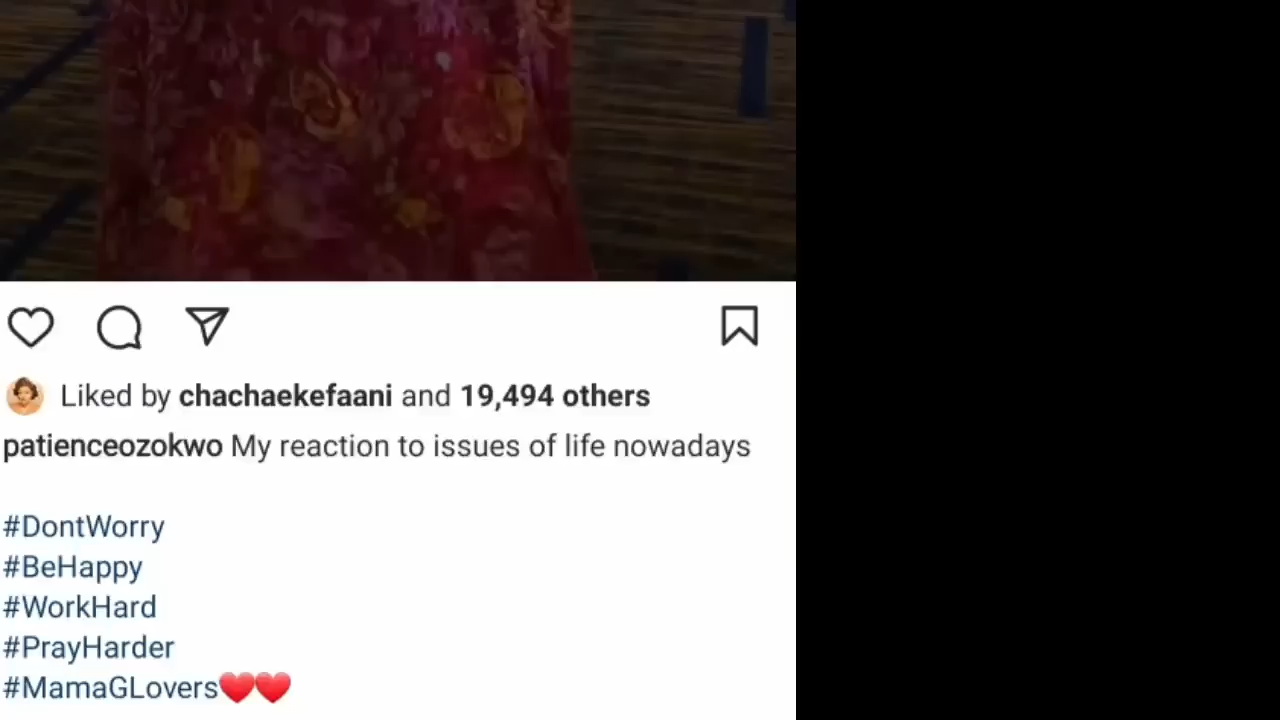 Liked by chachaekefaani and 19,494 others
patienceozokwo My reaction to issues of life nowadays
#DontWorry
#BeHappy
#WorkHard
#PrayHarder
#MamaGLovers❤️❤️